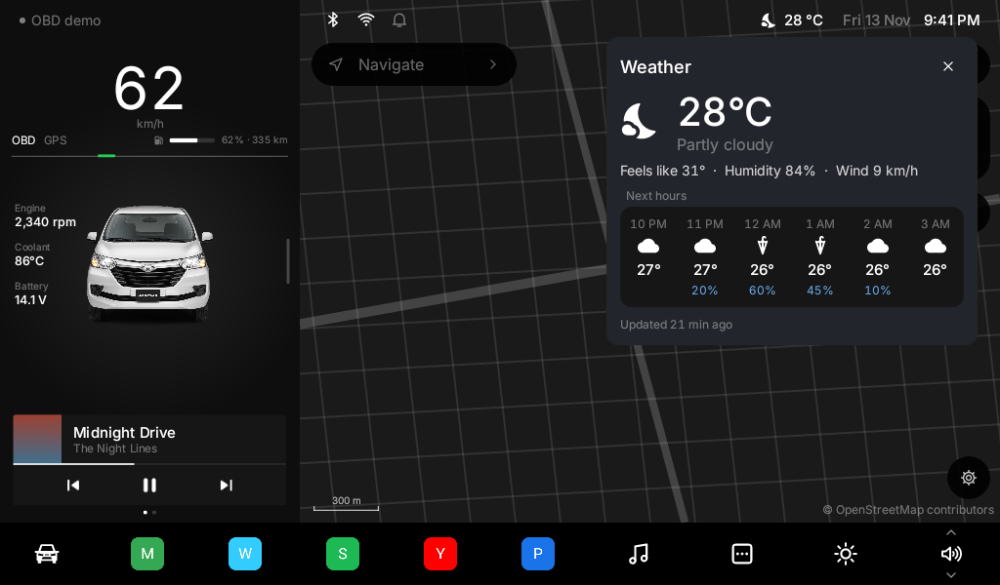 OBD demo
28 °C
Fri 13 Nov
9:41 PM
62
km/h
OBD
GPS
62% · 335 km
Navigate
Weather
28°C
Partly cloudy
Feels like 31° · Humidity 84% · Wind 9 km/h
Next hours
10 PM 11 PM 12 AM 1 AM 2 AM 3 AM
27° 27° 26° 26° 26° 26°
20% 60% 45% 10%
Updated 21 min ago
Engine
2,340 rpm
Coolant
86°C
Battery
14.1 V
Midnight Drive
The Night Lines
300 m
© OpenStreetMap contributors
M W S Y P